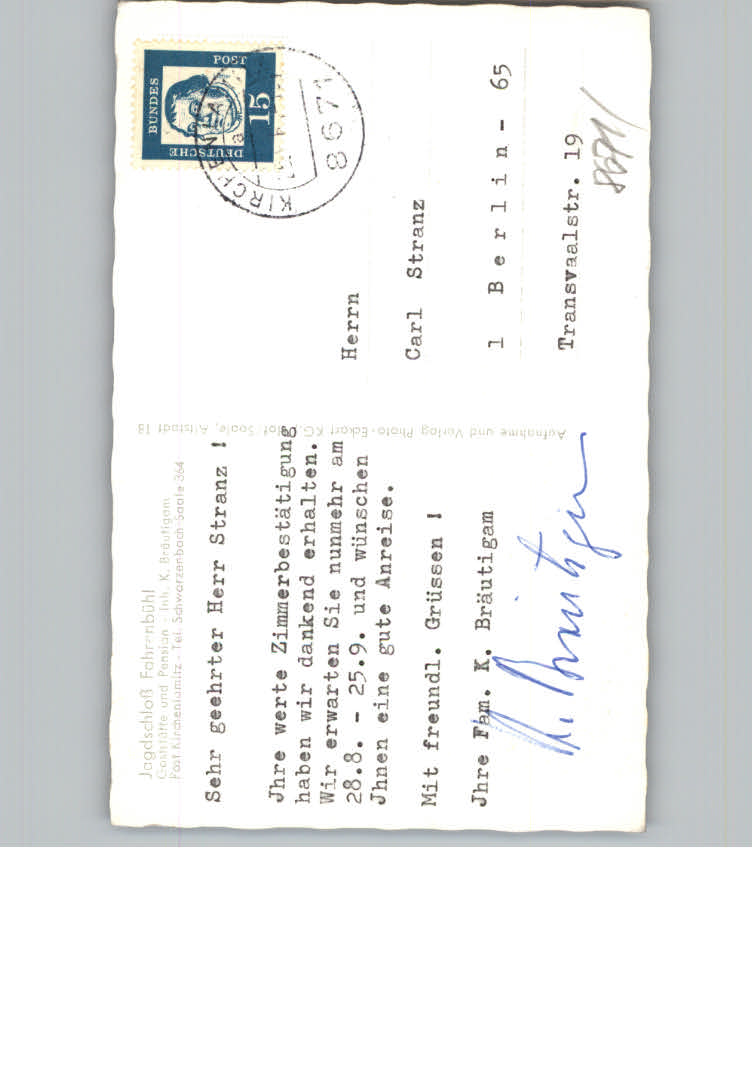 Jagdschloß Fahrenbühl
Gaststätte und Pension - Inh. K. Bräutigam
Post Kirchenlamitz - Tel. Schwarzenbach Saale 364
Sehr geehrter Herr Stranz !
Jhre werte Zimmerbestätigung
haben wir dankend erhalten.
Wir erwarten Sie nunmehr am
28.8. - 25.9. und wünschen
Jhnen eine gute Anreise.
Mit freundl. Grüssen !
Jhre Fam. K. Bräutigam
K. Bräutigam
Aufnahme und Verlag Photo-Eckart KG., Hof Saale, Altstadt 18
DEUTSCHE
BUNDES
POST
15
8671
Herrn
Carl Stranz
1 Berlin - 65
Transvaalstr. 19
8671/